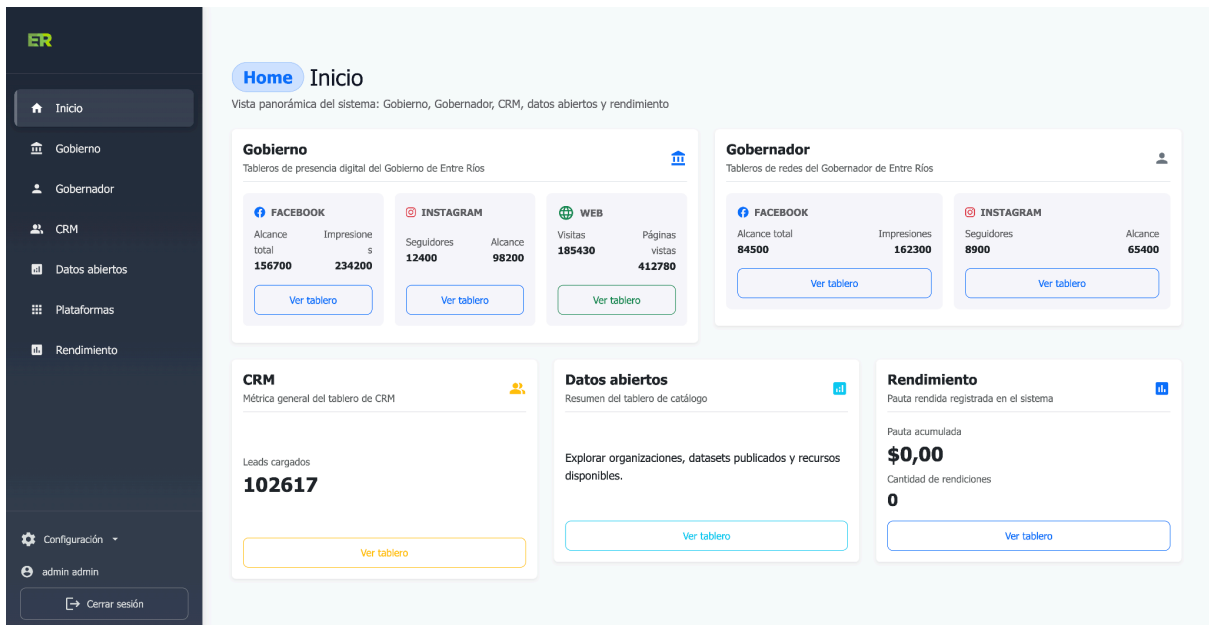 ER
Inicio
Gobierno
Gobernador
CRM
Datos abiertos
Plataformas
Rendimiento
Configuración
admin admin
Cerrar sesión
Home Inicio
Vista panorámica del sistema: Gobierno, Gobernador, CRM, datos abiertos y rendimiento
Gobierno
Tableros de presencia digital del Gobierno de Entre Ríos
FACEBOOK
Alcance
total
156700
Impresione
s
234200
Ver tablero
INSTAGRAM
Seguidores
12400
Alcance
98200
Ver tablero
WEB
Visitas
185430
Páginas
vistas
412780
Ver tablero
Gobernador
Tableros de redes del Gobernador de Entre Ríos
FACEBOOK
Alcance total
84500
Impresiones
162300
Ver tablero
INSTAGRAM
Seguidores
8900
Alcance
65400
Ver tablero
CRM
Métrica general del tablero de CRM
Leads cargados
102617
Ver tablero
Datos abiertos
Resumen del tablero de catálogo
Explorar organizaciones, datasets publicados y recursos
disponibles.
Ver tablero
Rendimiento
Pauta rendida registrada en el sistema
Pauta acumulada
$0,00
Cantidad de rendiciones
0
Ver tablero